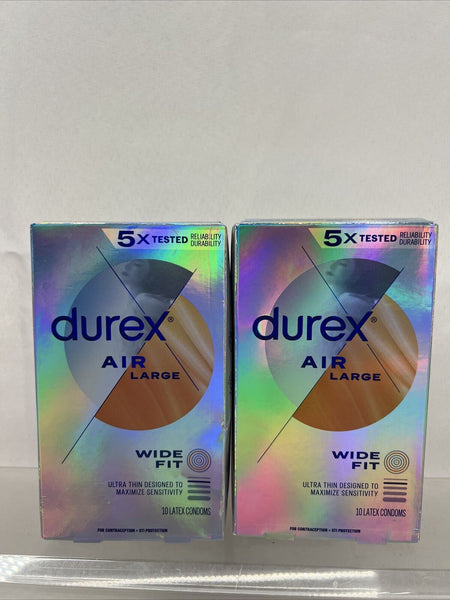 5X TESTED RELIABILITY
DURABILITY
durex®
AIR
LARGE
WIDE
FIT
ULTRA THIN DESIGNED TO
MAXIMIZE SENSITIVITY
10 LATEX CONDOMS
FOR CONTRACEPTION + STI PROTECTION
5X TESTED RELIABILITY
DURABILITY
durex®
AIR
LARGE
WIDE
FIT
ULTRA THIN DESIGNED TO
MAXIMIZE SENSITIVITY
10 LATEX CONDOMS
FOR CONTRACEPTION + STI PROTECTION